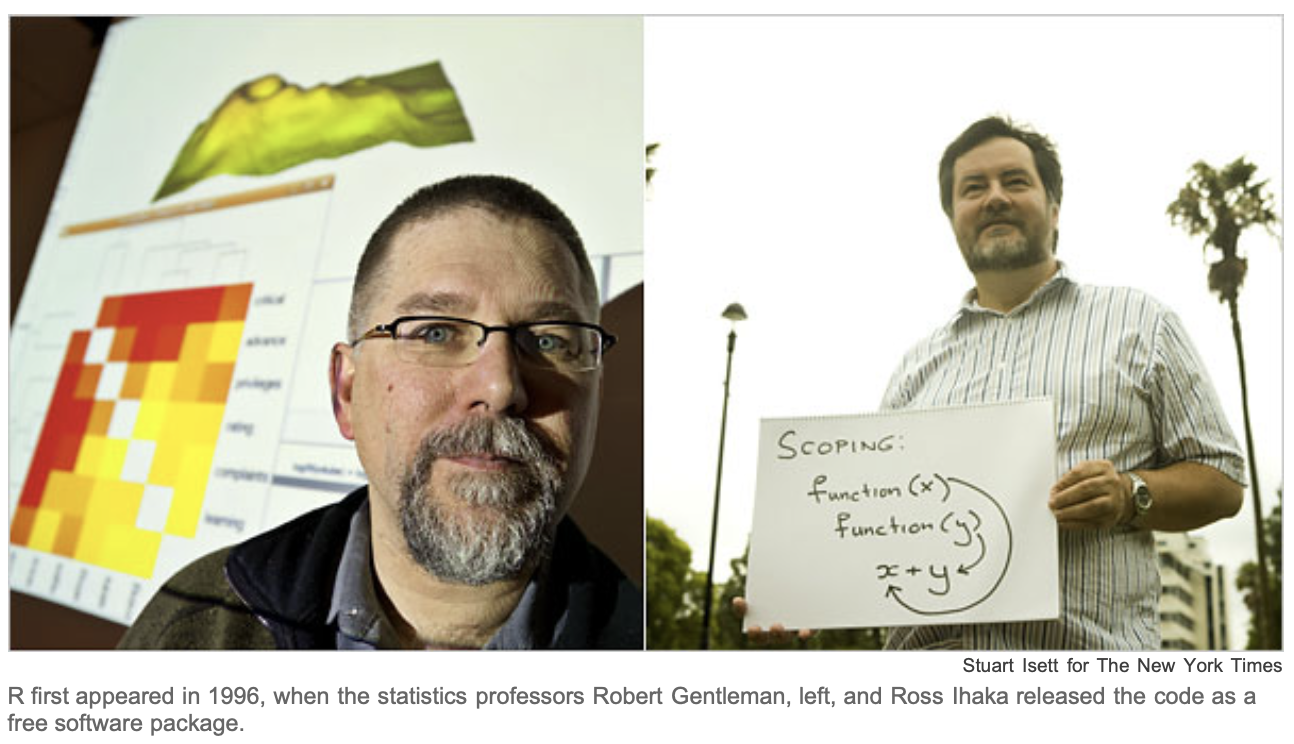 critical
advance
privileges
rating
complaints
learning
SCOPING:
function(x)
function(y)
x + y
Stuart Isett for The New York Times
R first appeared in 1996, when the statistics professors Robert Gentleman, left, and Ross Ihaka released the code as a
free software package.